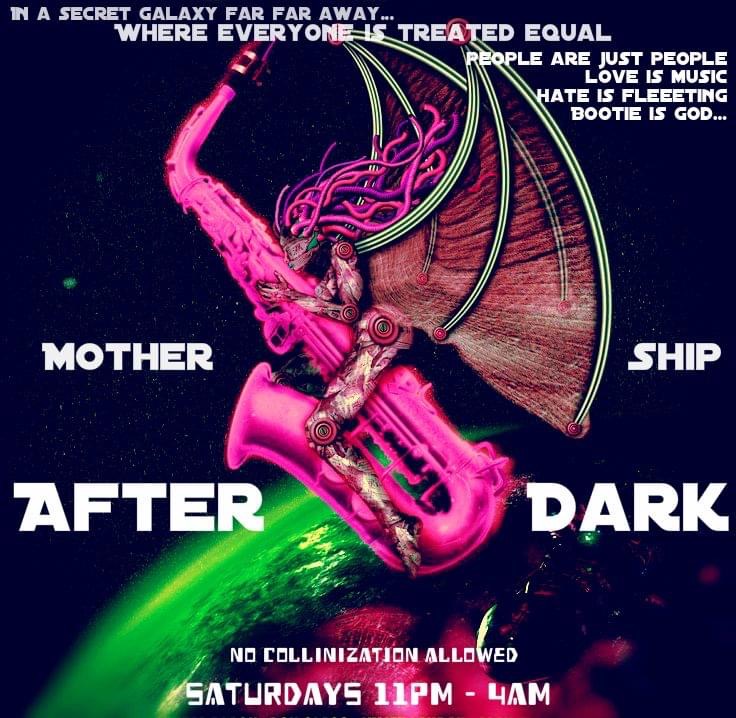 In a secret galaxy far far away...
Where everyone is treated equal
People are just people
Love is music
Hate is fleeeting
Bootie is God...
Mother Ship
After Dark
No Collinization Allowed
Saturdays 11pm - 4am